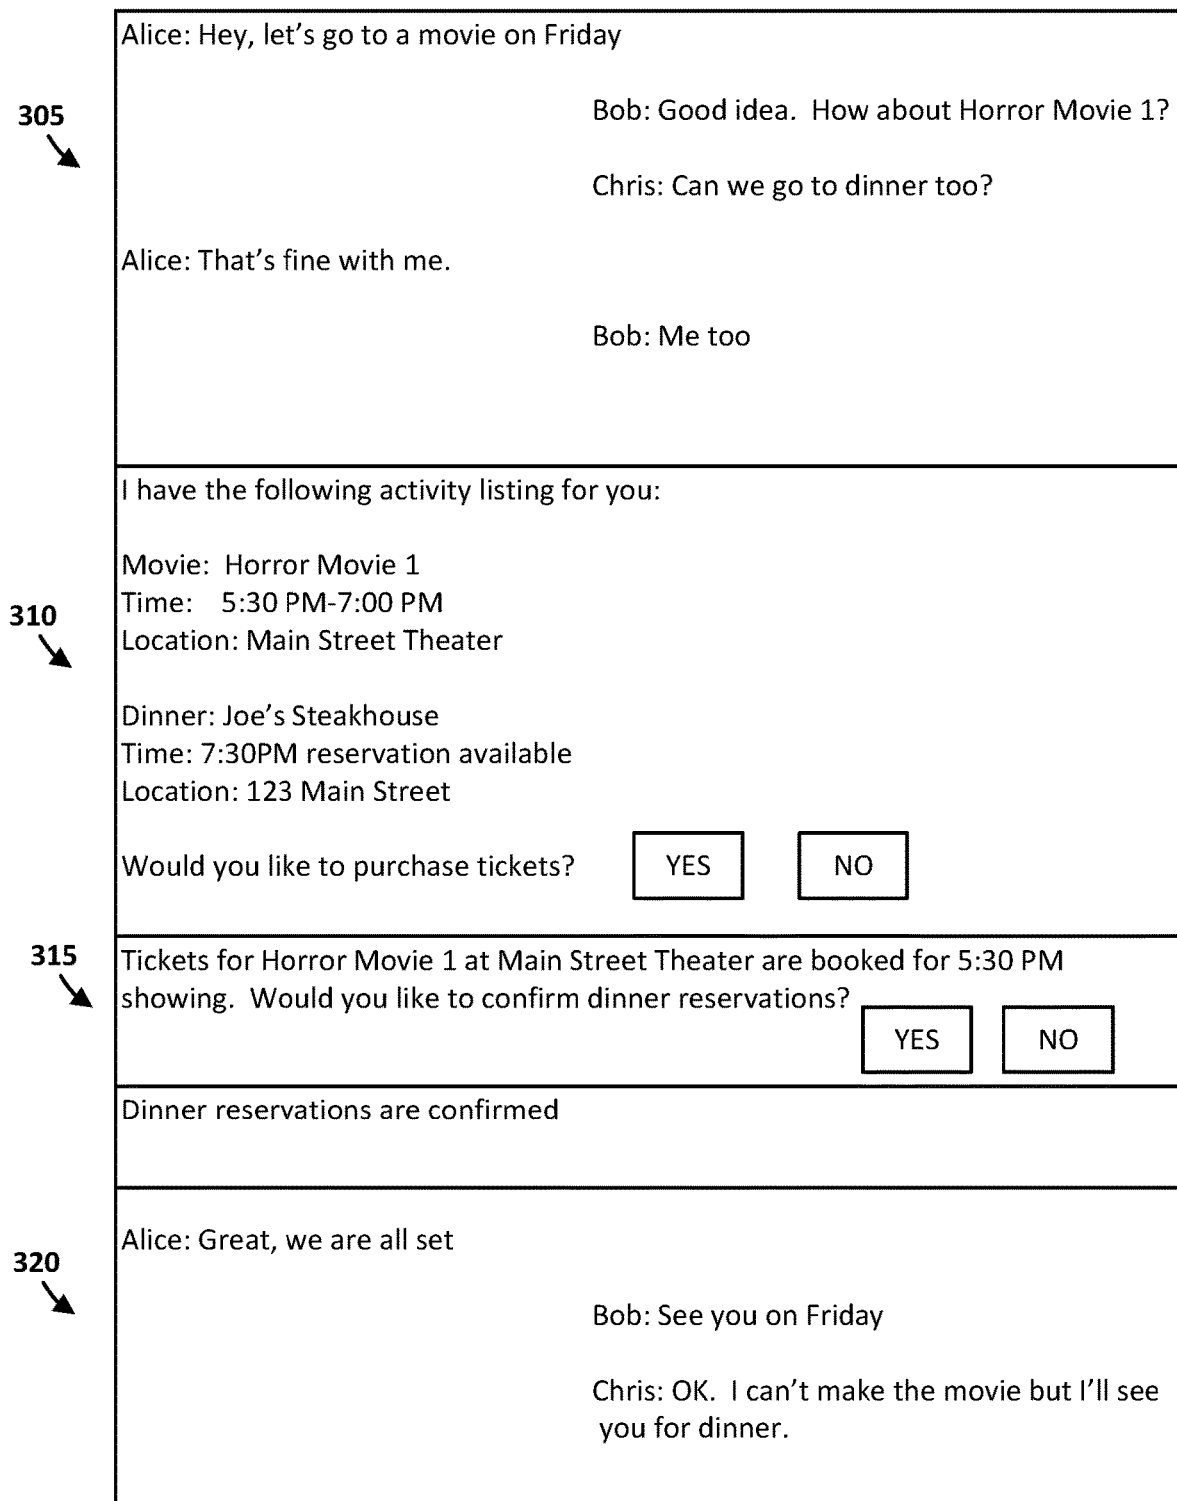 Alice: Hey, let's go to a movie on Friday
305
Bob: Good idea.  How about Horror Movie 1?
Chris: Can we go to dinner too?
Alice: That's fine with me.
Bob: Me too
I have the following activity listing for you:
Movie:  Horror Movie 1
Time:    5:30 PM-7:00 PM
310
Location: Main Street Theater
Dinner: Joe's Steakhouse
Time: 7:30PM reservation available
Location: 123 Main Street
Would you like to purchase tickets? YES NO
315
Tickets for Horror Movie 1 at Main Street Theater are booked for 5:30 PM
showing.  Would you like to confirm dinner reservations?
YES NO
Dinner reservations are confirmed
Alice: Great, we are all set
320
Bob: See you on Friday
Chris: OK.  I can't make the movie but I'll see
you for dinner.